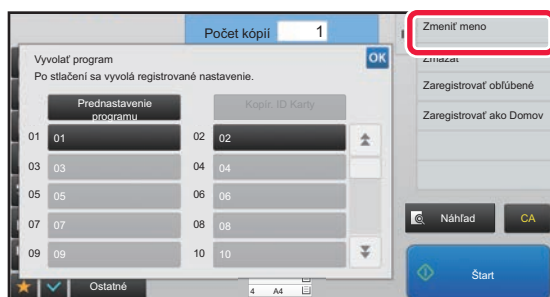 Počet kópií 1
Zmeniť meno
Zmazať
Zaregistrovať obľúbené
Zaregistrovať ako Domov
Vyvolať program
OK
Po stlačení sa vyvolá registrované nastavenie.
Prednastavenie
programu
Kopír. ID Karty
01 01
02 02
03 03
04 04
05 05
06 06
07 07
08 08
09 09
10 10
Náhľad
CA
Štart
Ostatné
4 A4